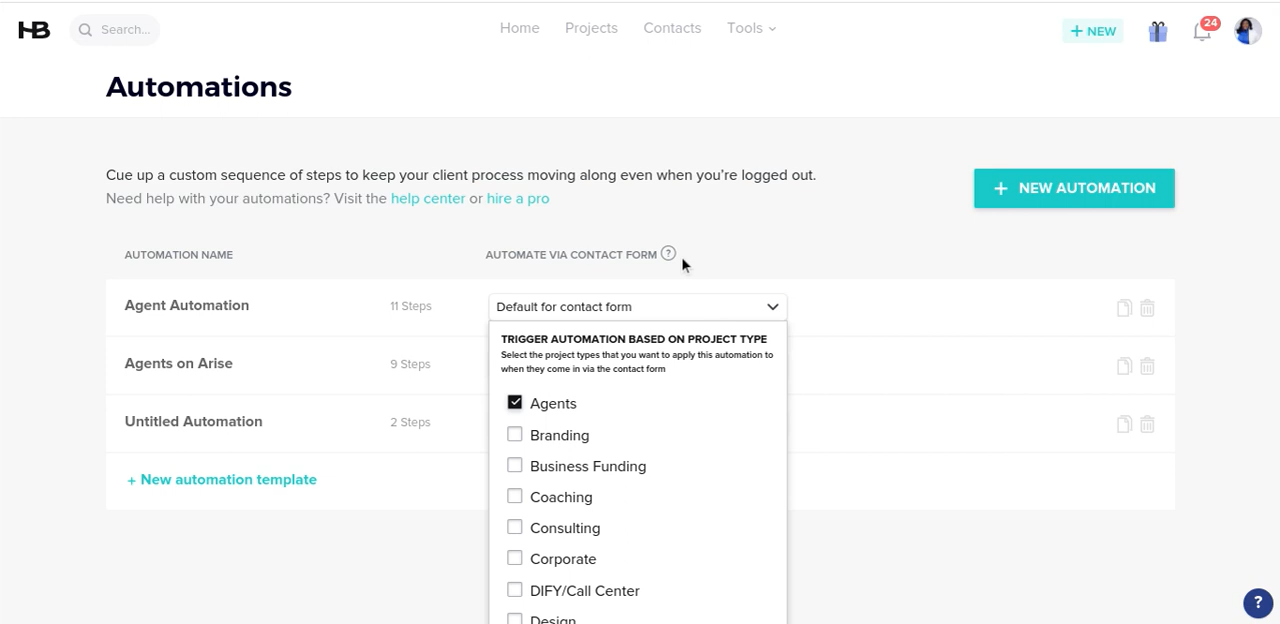 HB
Search...
Home
Projects
Contacts
Tools
+ NEW
24
Automations
Cue up a custom sequence of steps to keep your client process moving along even when you’re logged out.
Need help with your automations? Visit the help center or hire a pro
+ NEW AUTOMATION
AUTOMATION NAME
AUTOMATE VIA CONTACT FORM ?
Agent Automation
11 Steps
Default for contact form
TRIGGER AUTOMATION BASED ON PROJECT TYPE
Select the project types that you want to apply this automation to
when they come in via the contact form
Agents on Arise
9 Steps
Agents
Untitled Automation
2 Steps
Branding
Business Funding
+ New automation template
Coaching
Consulting
Corporate
DIFY/Call Center
Design
?